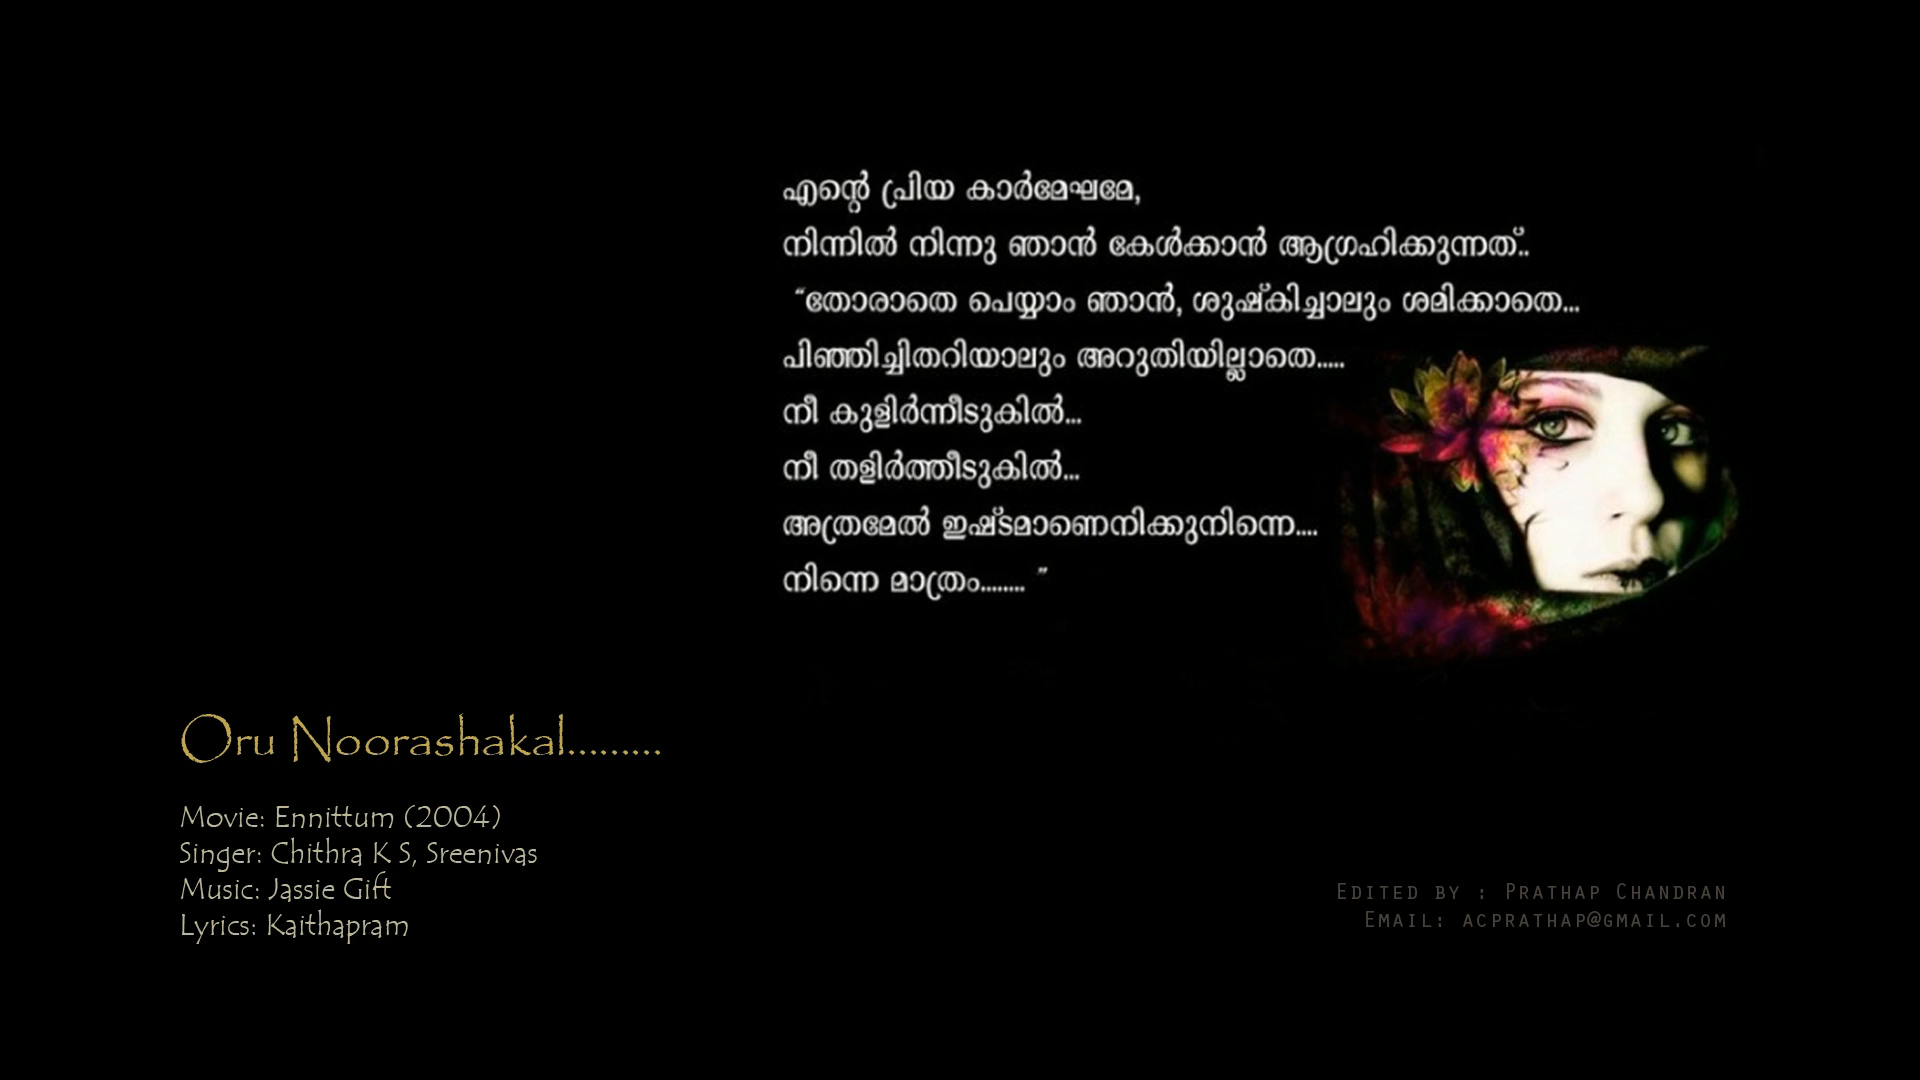 എന്റെ പ്രിയ കാർമേഘമേ,
നിന്നിൽ നിന്നു ഞാൻ കേൾക്കാൻ ആഗ്രഹിക്കുന്നത്..
“തോരാതെ പെയ്യാം ഞാൻ, ശുഷ്കിച്ചാലും ശമിക്കാതെ...
പിഞ്ഞിച്ചിതറിയാലും അറുതിയില്ലാതെ.....
നീ കുളിർന്നീടുകിൽ...
നീ തളിർത്തീടുകിൽ...
അത്രമേൽ ഇഷ്ടമാണെനിക്കുനിന്നെ....
നിന്നെ മാത്രം........ ”
Oru Noorashakal.........
Movie: Ennittum (2004)
Singer: Chithra K S, Sreenivas
Music: Jassie Gift
Lyrics: Kaithapram
Edited by : Prathap Chandran
Email: acprathap@gmail.com